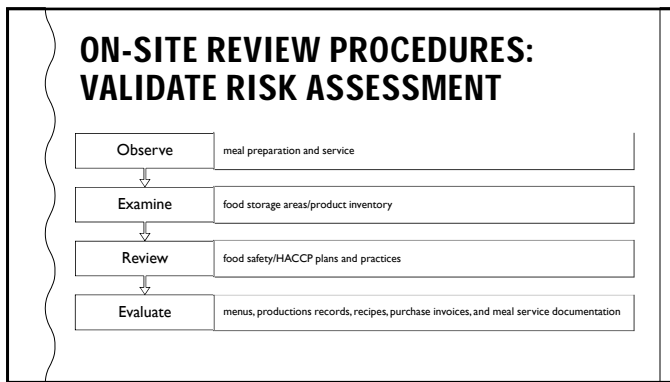 ON-SITE REVIEW PROCEDURES:
VALIDATE RISK ASSESSMENT
Observe
meal preparation and service
Examine
food storage areas/product inventory
Review
food safety/HACCP plans and practices
Evaluate
menus, productions records, recipes, purchase invoices, and meal service documentation